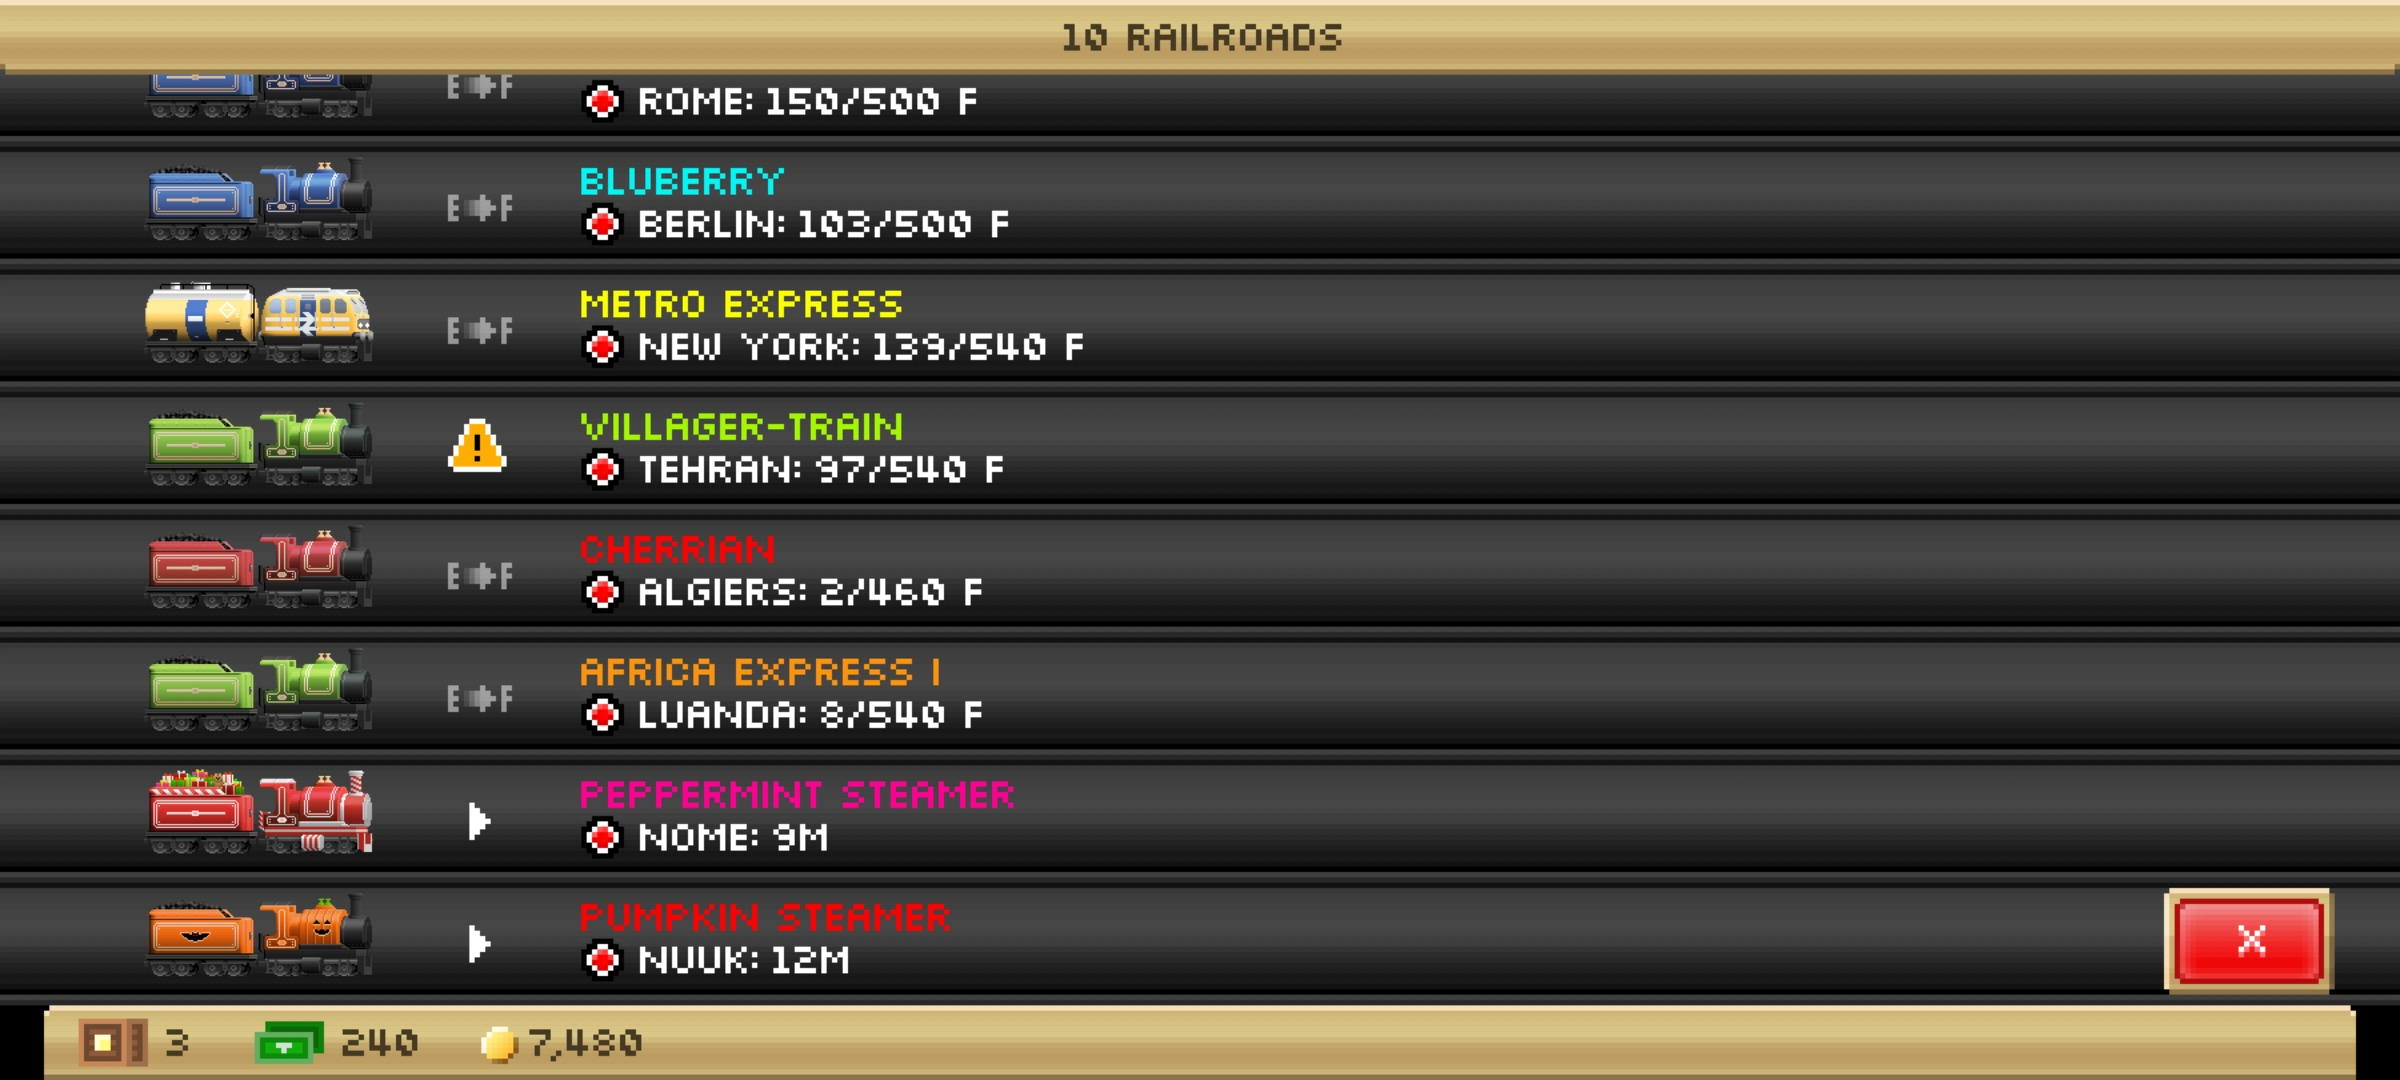 10 RAILROADS
E F
ROME: 150/500 F
BLUBERRY
E F
BERLIN: 103/500 F
METRO EXPRESS
E F
NEW YORK: 139/540 F
VILLAGER-TRAIN
!
TEHRAN: 97/540 F
CHERRIAN
E F
ALGIERS: 2/460 F
AFRICA EXPRESS I
E F
LUANDA: 8/540 F
PEPPERMINT STEAMER
NOME: 9M
PUMPKIN STEAMER
NUUK: 12M
X
3 240 7,480